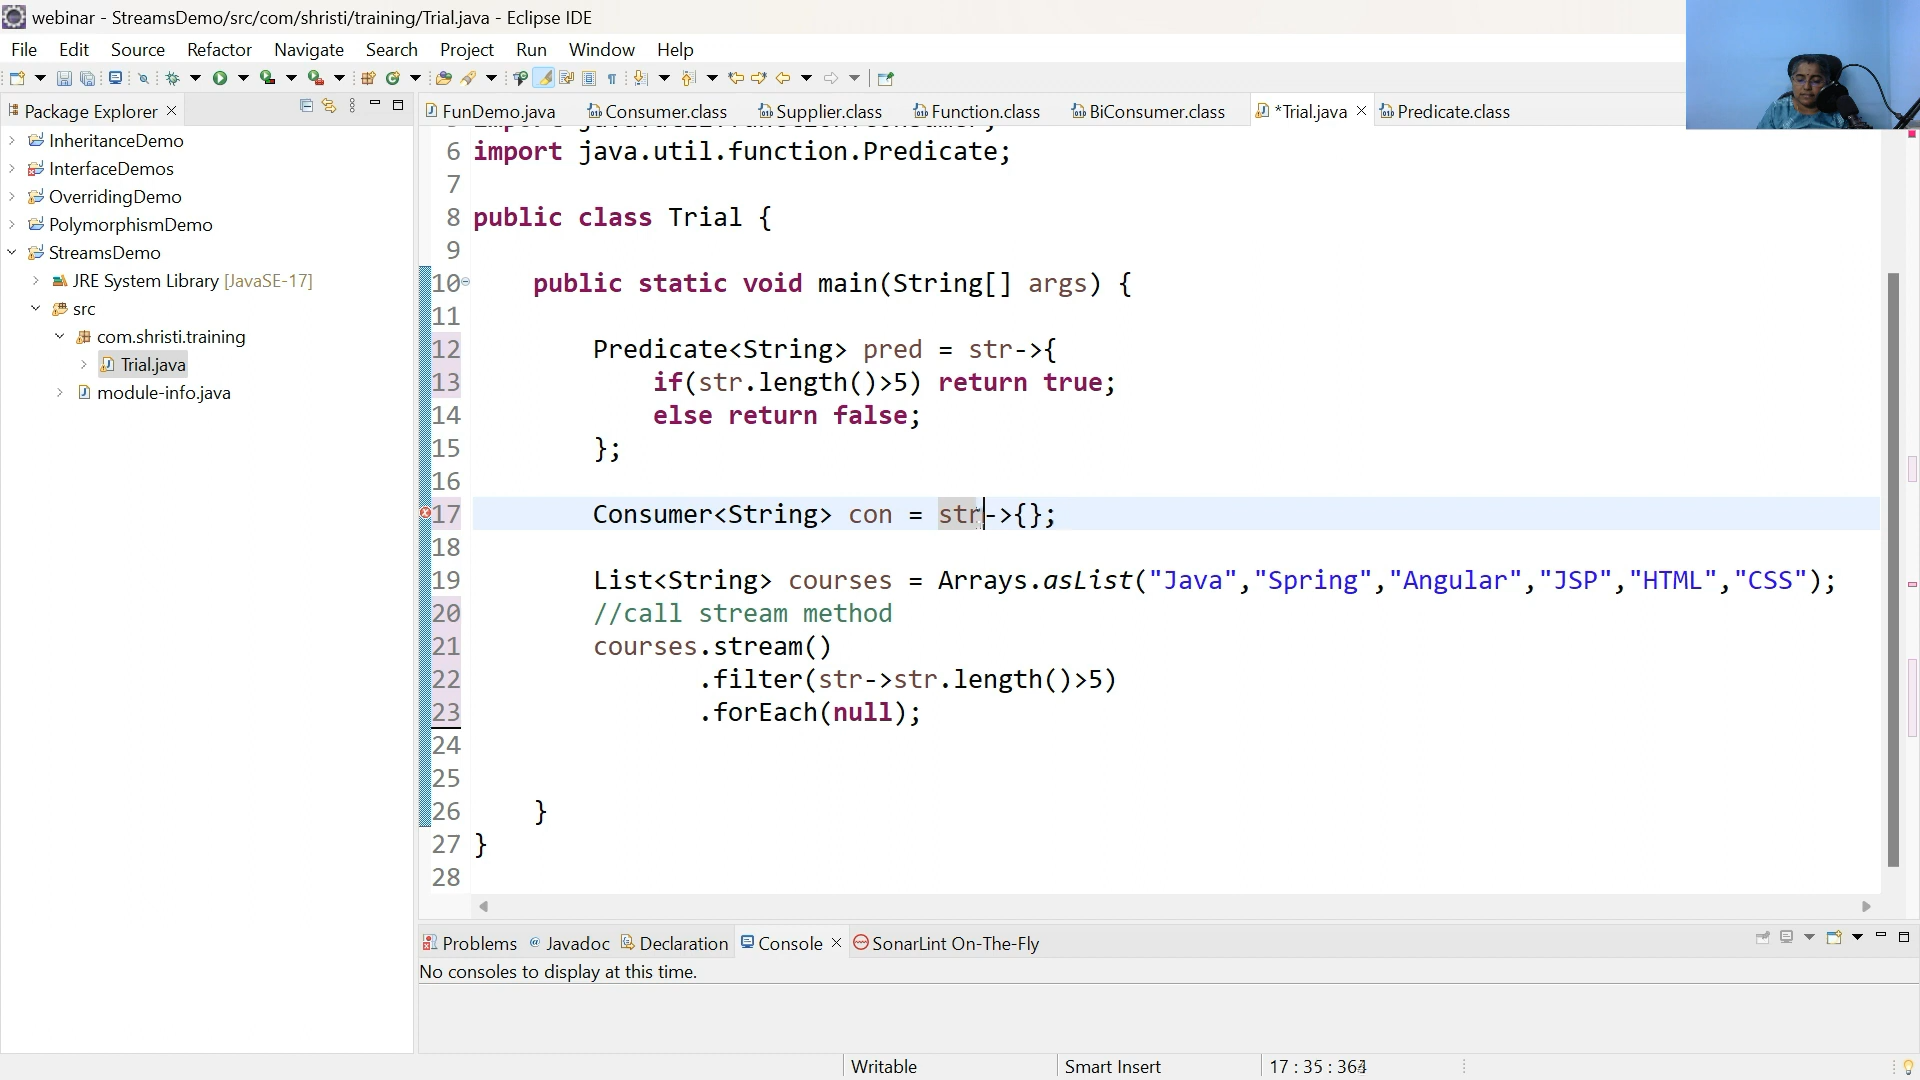 webinar - StreamsDemo/src/com/shristi/training/Trial.java - Eclipse IDE
File Edit Source Refactor Navigate Search Project Run Window Help
Package Explorer
InheritanceDemo
InterfaceDemos
OverridingDemo
PolymorphismDemo
StreamsDemo
JRE System Library [JavaSE-17]
src
com.shristi.training
Trial.java
module-info.java
FunDemo.java Consumer.class Supplier.class Function.class BiConsumer.class *Trial.java Predicate.class
import java.util.function.Consumer;
6 import java.util.function.Predicate;
7
8 public class Trial {
9
10 public static void main(String[] args) {
11
12 Predicate<String> pred = str->{
13 if(str.length()>5) return true;
14 else return false;
15 };
16
17 Consumer<String> con = str->{};
18
19 List<String> courses = Arrays.asList("Java","Spring","Angular","JSP","HTML","CSS");
20 //call stream method
21 courses.stream()
22 .filter(str->str.length()>5)
23 .forEach(null);
24
25
26 }
27 }
28
Problems Javadoc Declaration Console SonarLint On-The-Fly
No consoles to display at this time.
Writable Smart Insert 17 : 35 : 364